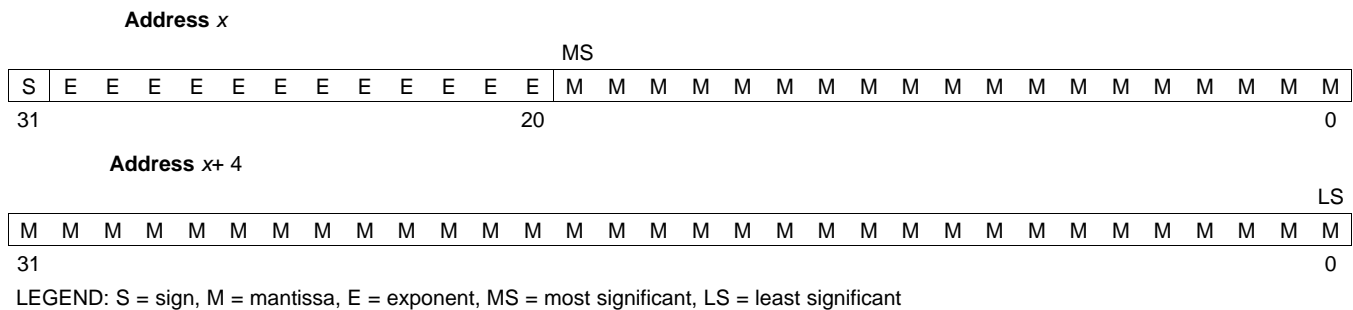 Address x
MS
S E E E E E E E E E E E E M M M M M M M M M M M M M M M M M M M
31 20 0
Address x+ 4
LS
M M M M M M M M M M M M M M M M M M M M M M M M M M M M M M M M
31 0
LEGEND: S = sign, M = mantissa, E = exponent, MS = most significant, LS = least significant